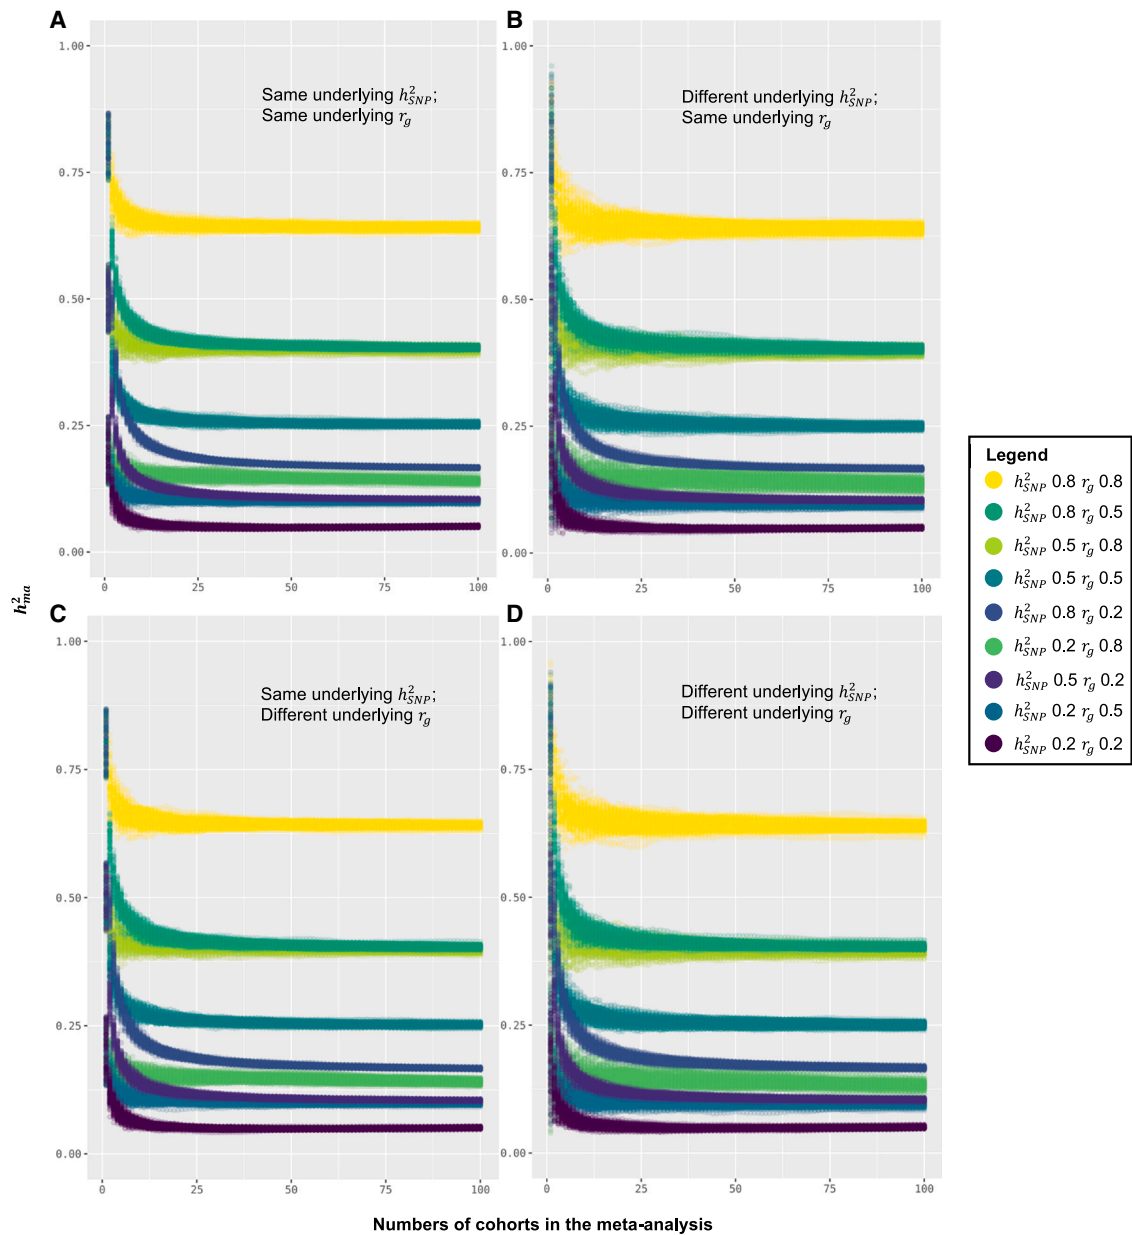 A
B
1.00
0.75
0.50
0.25
0.00
Same underlying h²SNP;
Same underlying rg
0
25
50
75
100
1.00
0.75
0.50
0.25
0.00
Different underlying h²SNP;
Same underlying rg
0
25
50
75
100
h²ma
C
D
1.00
0.75
0.50
0.25
0.00
Same underlying h²SNP;
Different underlying rg
0
25
50
75
100
1.00
0.75
0.50
0.25
0.00
Different underlying h²SNP;
Different underlying rg
0
25
50
75
100
Numbers of cohorts in the meta-analysis
Legend
h²SNP 0.8 rg 0.8
h²SNP 0.8 rg 0.5
h²SNP 0.5 rg 0.8
h²SNP 0.5 rg 0.5
h²SNP 0.8 rg 0.2
h²SNP 0.2 rg 0.8
h²SNP 0.5 rg 0.2
h²SNP 0.2 rg 0.5
h²SNP 0.2 rg 0.2